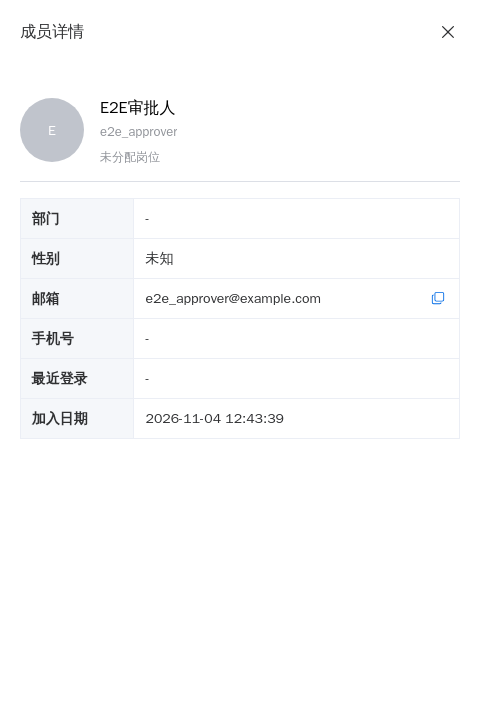 成员详情
E
E2E审批人
e2e_approver
未分配岗位
部门 -
性别 未知
邮箱 e2e_approver@example.com
手机号 -
最近登录 -
加入日期 2026-11-04 12:43:39